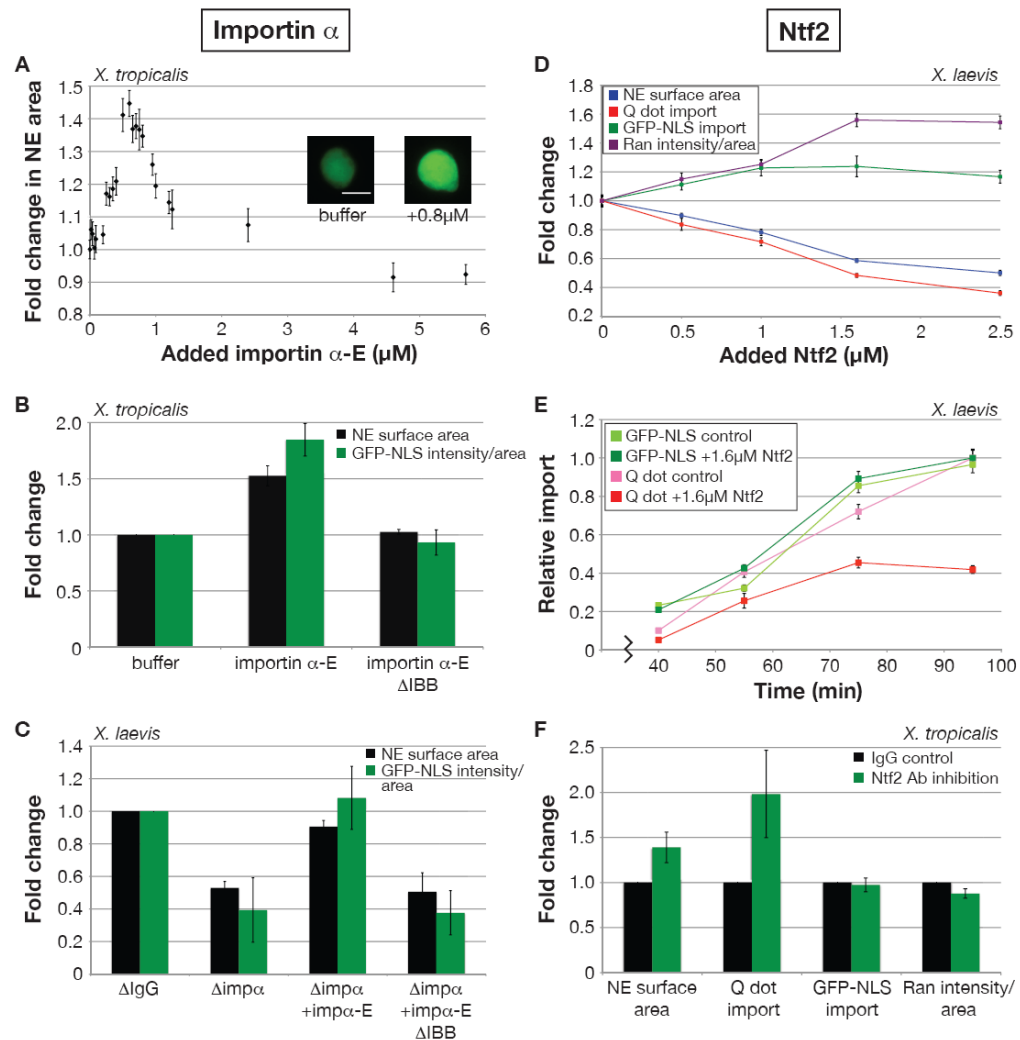 Importin α
Ntf2
A
X. tropicalis
Fold change in NE area
1.5
1.4
1.3
1.2
1.1
1.0
0.9
0.8
buffer
+0.8µM
0 1 2 3 4 5 6
Added importin α-E (µM)
B
X. tropicalis
Fold change
2.0
1.5
1.0
0.5
0
NE surface area
GFP-NLS intensity/area
buffer
importin α-E
importin α-E
ΔIBB
C
X. laevis
Fold change
1.4
1.2
1.0
0.8
0.6
0.4
0.2
0
NE surface area
GFP-NLS intensity/
area
ΔIgG
Δimpα
Δimpα
+impα-E
Δimpα
+impα-E
ΔIBB
D
X. laevis
Fold change
1.8
1.6
1.4
1.2
1.0
0.8
0.6
0.4
0.2
NE surface area
Q dot import
GFP-NLS import
Ran intensity/area
0 0.5 1 1.5 2 2.5
Added Ntf2 (µM)
E
X. laevis
Relative import
1.2
1.0
0.8
0.6
0.4
0.2
0
GFP-NLS control
GFP-NLS +1.6µM Ntf2
Q dot control
Q dot +1.6µM Ntf2
40 50 60 70 80 90 100
Time (min)
F
X. tropicalis
Fold change
2.5
2.0
1.5
1.0
0.5
0
IgG control
Ntf2 Ab inhibition
NE surface
area
Q dot
import
GFP-NLS
import
Ran intensity/
area